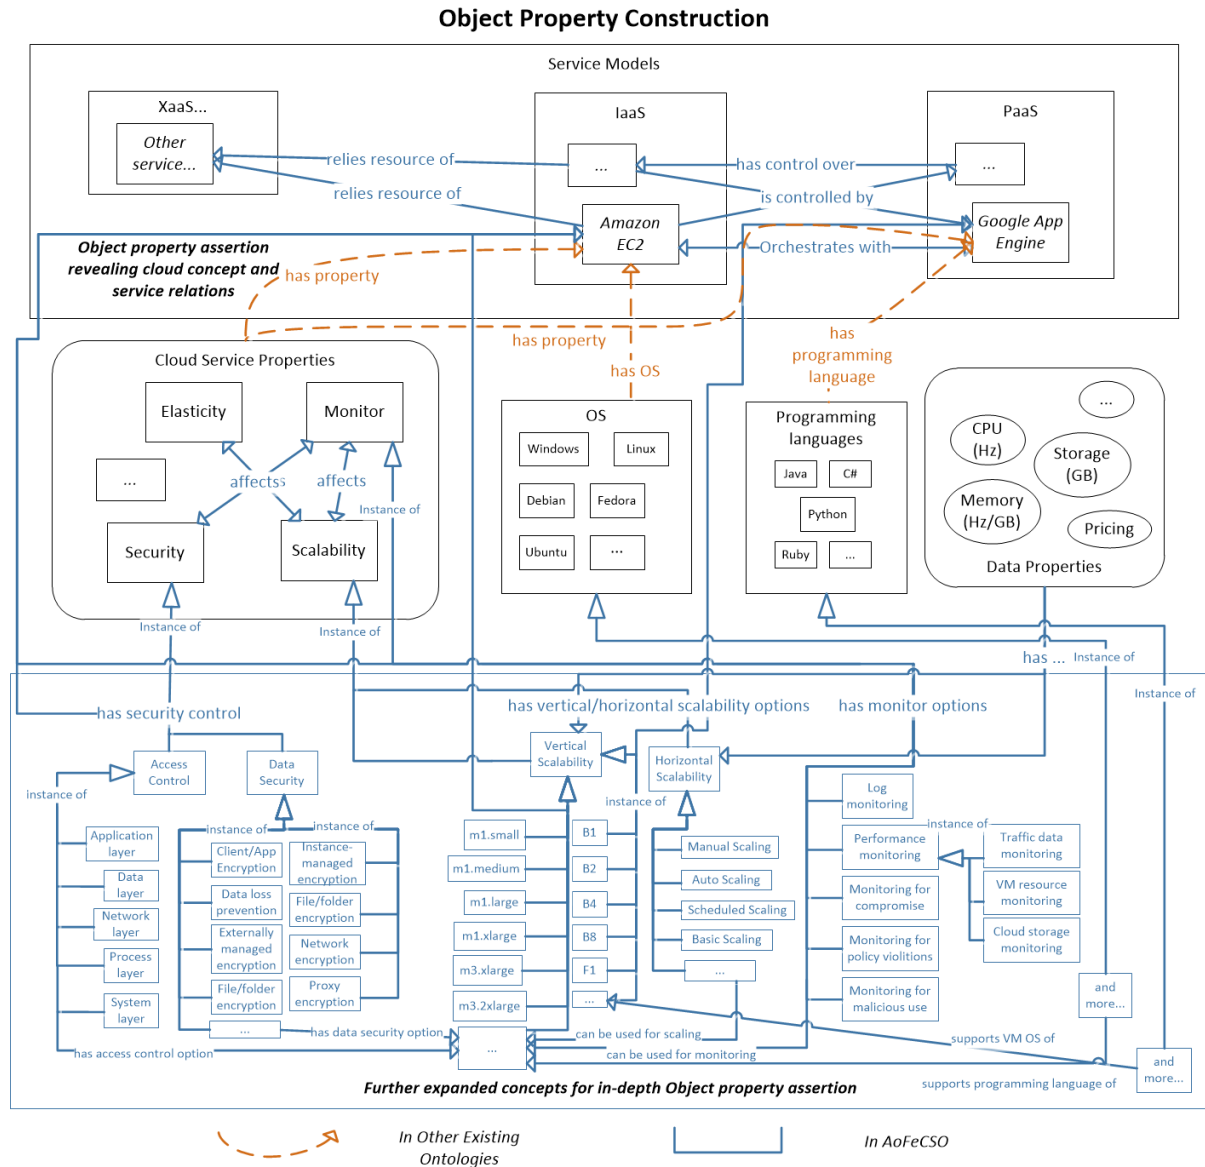 Object Property Construction
Service Models
XaaS...
Other
service...
IaaS
...
Amazon
EC2
PaaS
...
Google App
Engine
relies resource of
relies resource of
has control over
is controlled by
Orchestrates with
Object property assertion
revealing cloud concept and
service relations
has property
has property
has OS
has
programming
language
Cloud Service Properties
Elasticity
Monitor
...
affects
affects
Security
Scalability
Instance of
OS
Windows
Linux
Debian
Fedora
Ubuntu
...
Programming
languages
Java
C#
Python
Ruby
...
...
CPU
(Hz)
Storage
(GB)
Memory
(Hz/GB)
Pricing
Data Properties
Instance of
Instance of
has ...
Instance of
Instance of
has security control
has vertical/horizontal scalability options
has monitor options
Access
Control
Data
Security
Vertical
Scalability
Horizontal
Scalability
instance of
Application
layer
Data
layer
Network
layer
Process
layer
System
layer
instance of
instance of
Client/App
Encryption
Data loss
prevention
Externally
managed
encryption
File/folder
encryption
...
Instance-
managed
encryption
File/folder
encryption
Network
encryption
Proxy
encryption
m1.small
m1.medium
m1.large
m1.xlarge
m3.xlarge
m3.2xlarge
...
instance of
B1
B2
B4
B8
F1
...
Manual Scaling
Auto Scaling
Scheduled Scaling
Basic Scaling
...
Log
monitoring
Performance
monitoring
Monitoring for
compromise
Monitoring for
policy violitions
Monitoring for
malicious use
instance of
Traffic data
monitoring
VM resource
monitoring
Cloud storage
monitoring
and
more...
and
more...
has data security option
has access control option
can be used for scaling
can be used for monitoring
supports VM OS of
supports programming language of
Further expanded concepts for in-depth Object property assertion
In Other Existing
Ontologies
In AoFeCSO